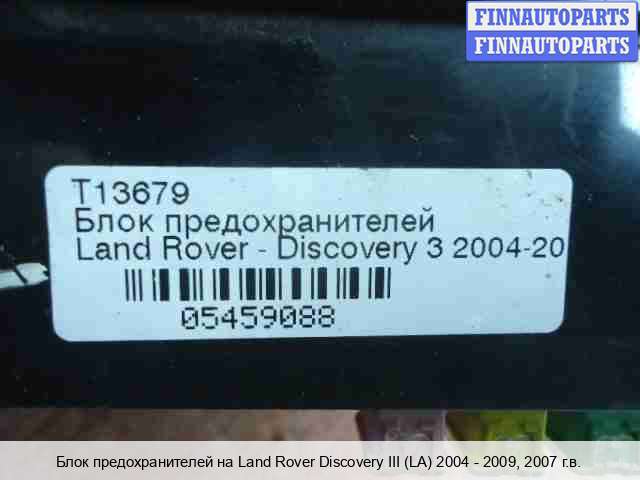 FINNAUTOPARTS
FINNAUTOPARTS
T13679
Блок предохранителей
Land Rover - Discovery 3 2004-20
05459088
Блок предохранителей на Land Rover Discovery III (LA) 2004 - 2009, 2007 г.в.